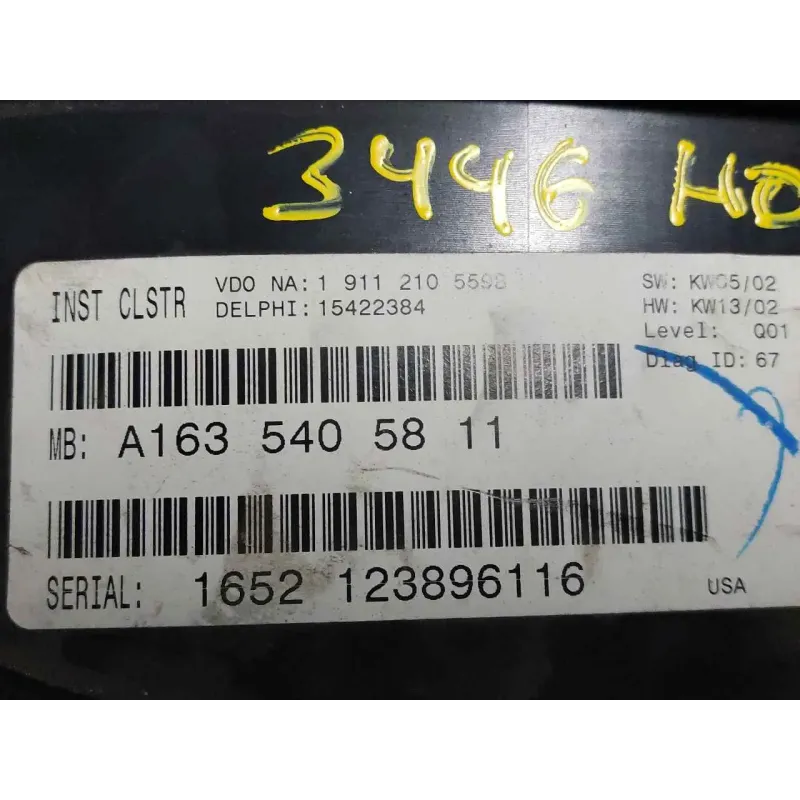 3446 HO
INST CLSTR
VDO NA: 1 911 210 5598
DELPHI: 15422384
SW: KW05/02
HW: KW13/02
Level: Q01
Diag ID: 67
MB: A163 540 58 11
SERIAL: 1652 123896116
USA